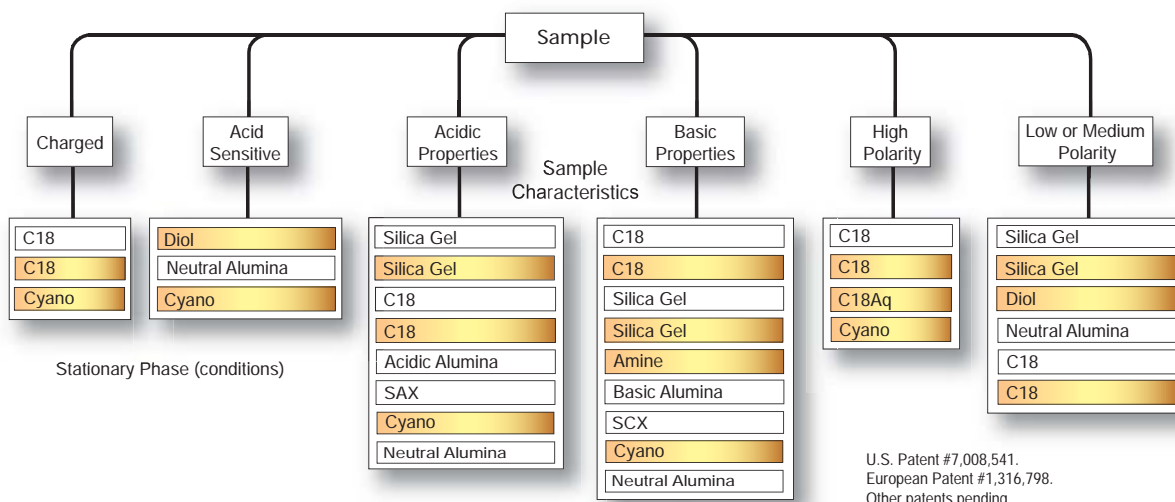 Sample
Charged
Acid
Sensitive
Acidic
Properties
Basic
Properties
High
Polarity
Low or Medium
Polarity
Sample
Characteristics
C18
C18
Cyano
Diol
Neutral Alumina
Cyano
Silica Gel
Silica Gel
C18
C18
Acidic Alumina
SAX
Cyano
Neutral Alumina
C18
C18
Silica Gel
Silica Gel
Amine
Basic Alumina
SCX
Cyano
Neutral Alumina
C18
C18
C18Aq
Cyano
Silica Gel
Silica Gel
Diol
Neutral Alumina
C18
C18
Stationary Phase (conditions)
U.S. Patent #7,008,541.
European Patent #1,316,798.
Other patents pending